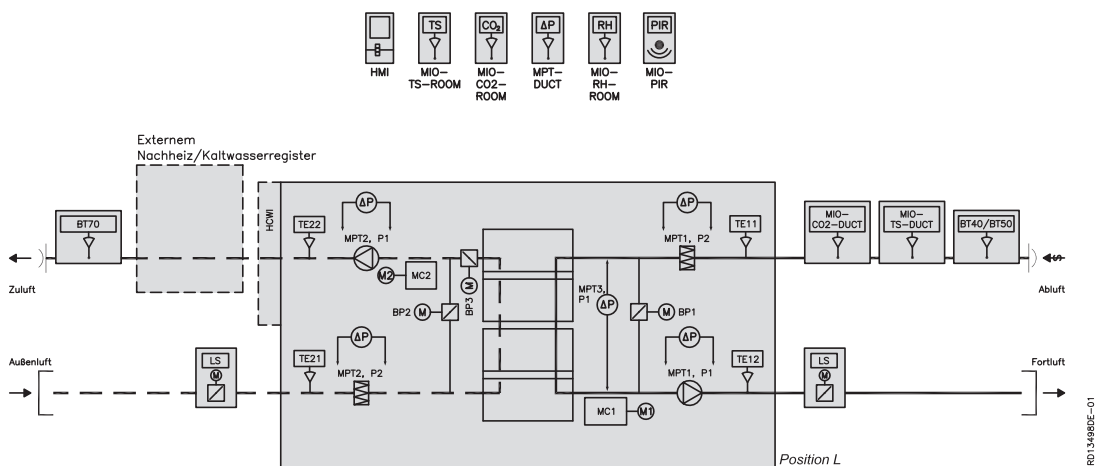 TS
CO₂
ΔP
RH
PIR
HMI
MIO-
TS-ROOM
MIO-
CO2-
ROOM
MPT-
DUCT
MIO-
RH-
ROOM
MIO-
PIR
Externem
Nachheiz/Kaltwasserregister
HCWI
BT70
TE22
ΔP
MPT2, P1
M2
MC2
M
BP3
BP2
M
MPT3,
P1
ΔP
M
BP1
ΔP
MPT1, P2
TE11
MIO-
CO2-DUCT
MIO-
TS-DUCT
BT40/BT50
Zuluft
Abluft
Außenluft
LS
M
TE21
ΔP
MPT2, P2
ΔP
MPT1, P1
TE12
LS
M
Fortluft
MC1
M1
Position L
RD13498DE-01